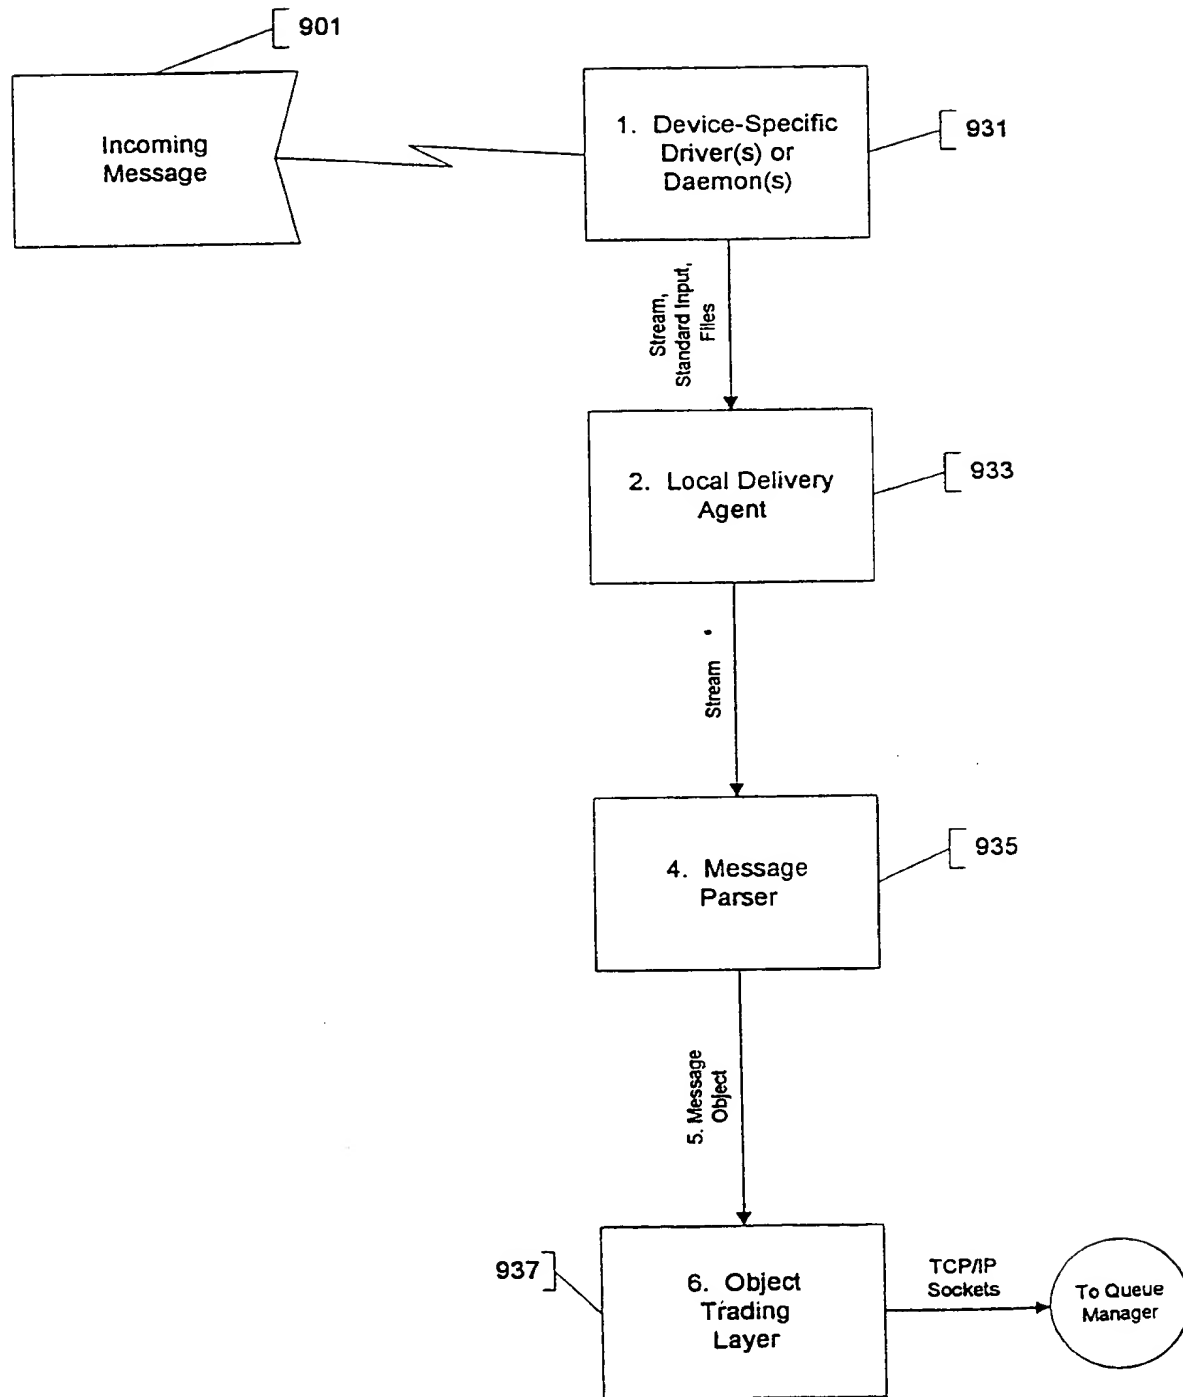 901
Incoming
Message
1. Device-Specific
Driver(s) or
Daemon(s)
931
Stream,
Standard Input,
Files
2. Local Delivery
Agent
933
Stream
4. Message
Parser
935
5. Message
Object
937
6. Object
Trading
Layer
TCP/IP
Sockets
To Queue
Manager